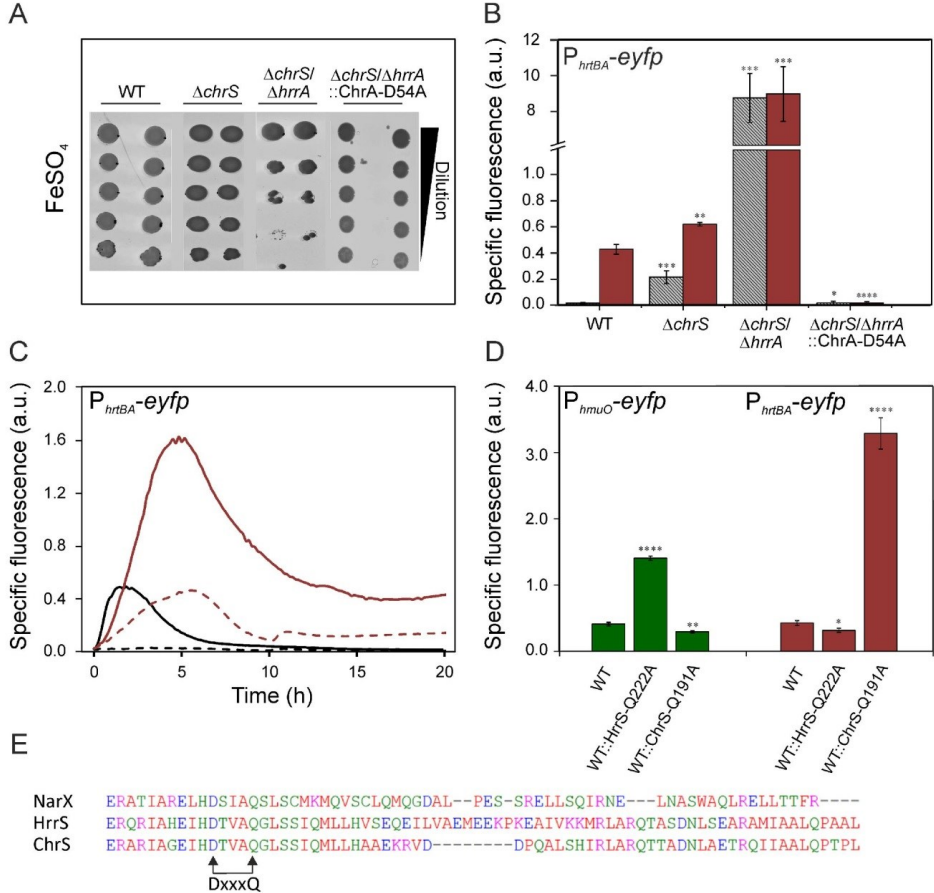 A
WT
ΔchrS
ΔchrS/
ΔhrrA
ΔchrS/ΔhrrA
::ChrA-D54A
FeSO4
Dilution
B
PhrtBA-eyfp
Specific fluorescence (a.u.)
12
10
8
1.0
0.8
0.6
0.4
0.2
0.0
***
**
***
***
*
****
WT
ΔchrS
ΔchrS/
ΔhrrA
ΔchrS/ΔhrrA
::ChrA-D54A
C
PhrtBA-eyfp
Specific fluorescence (a.u.)
2.0
1.6
1.2
0.8
0.4
0.0
0
5
10
15
20
Time (h)
D
PhmuO-eyfp
PhrtBA-eyfp
Specific fluorescence (a.u.)
4.0
3.0
2.0
1.0
0.0
****
**
*
****
WT
WT::HrrS-Q222A
WT::ChrS-Q191A
WT
WT::HrrS-Q222A
WT::ChrS-Q191A
E
NarX ERATIARELHDSIAQSLSCMKMQVSCLQMQGDAL--PES-SRELLSQIRNE---LNASWAQLRELLTTFR-----
HrrS ERQRIAHEIHDTVAQGLSSIQMLLHVSEQEILVAEMEEKPKEAIVKKMRLARQTASDNLSEARAMIAALQPAAL
ChrS ERARIAGEIHDTVAQGLSSIQMLLHAAEKRVD--------DPQALSHIRLARQTTADNLAETRQIIAALQPTPL
DxxxQ